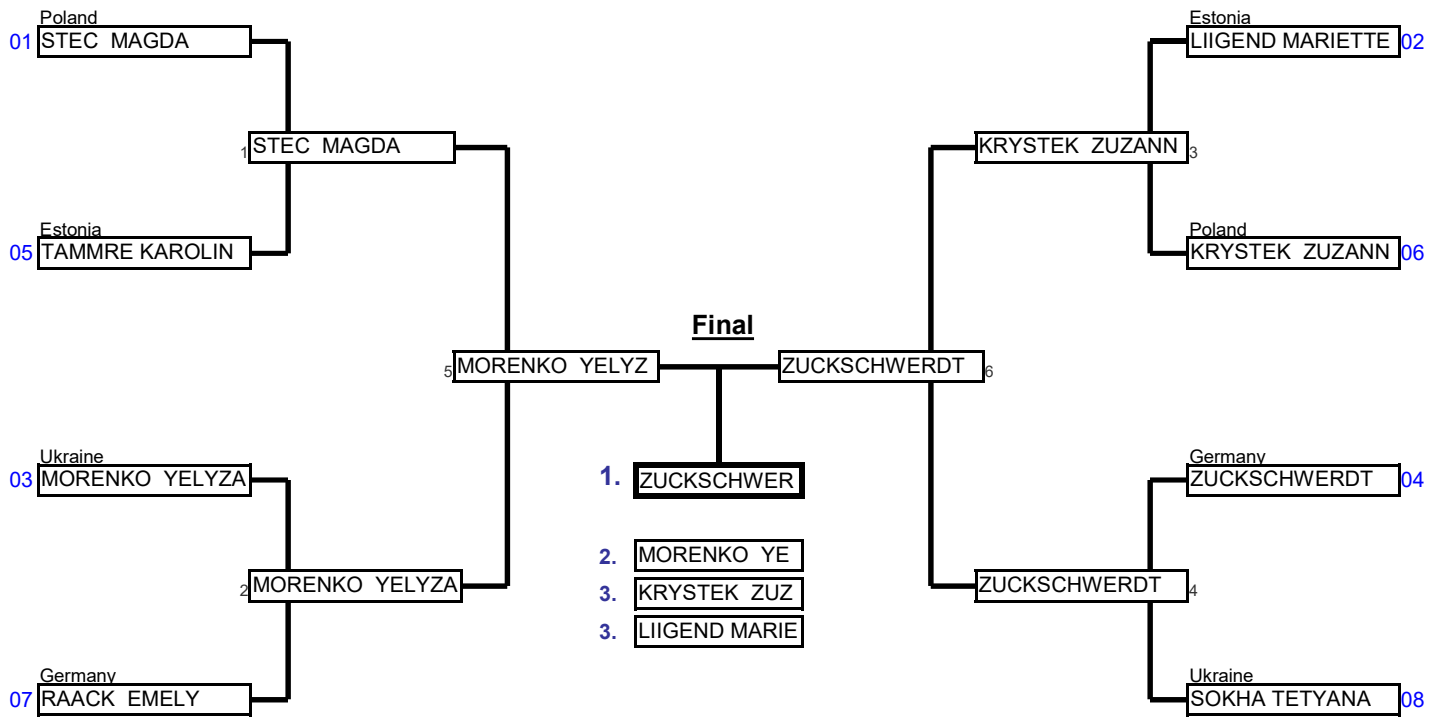 Poland
01 STEC MAGDA
Estonia
LIIGEND MARIETTE 02
1 STEC MAGDA
KRYSTEK ZUZANN 3
Estonia
05 TAMMRE KAROLIN
Poland
KRYSTEK ZUZANN 06
Final
5 MORENKO YELYZ
ZUCKSCHWERDT 6
Ukraine
03 MORENKO YELYZA
1. ZUCKSCHWER
Germany
ZUCKSCHWERDT 04
2. MORENKO YE
2 MORENKO YELYZA
3. KRYSTEK ZUZ
ZUCKSCHWERDT 4
3. LIIGEND MARIE
Germany
07 RAACK EMELY
Ukraine
SOKHA TETYANA 08